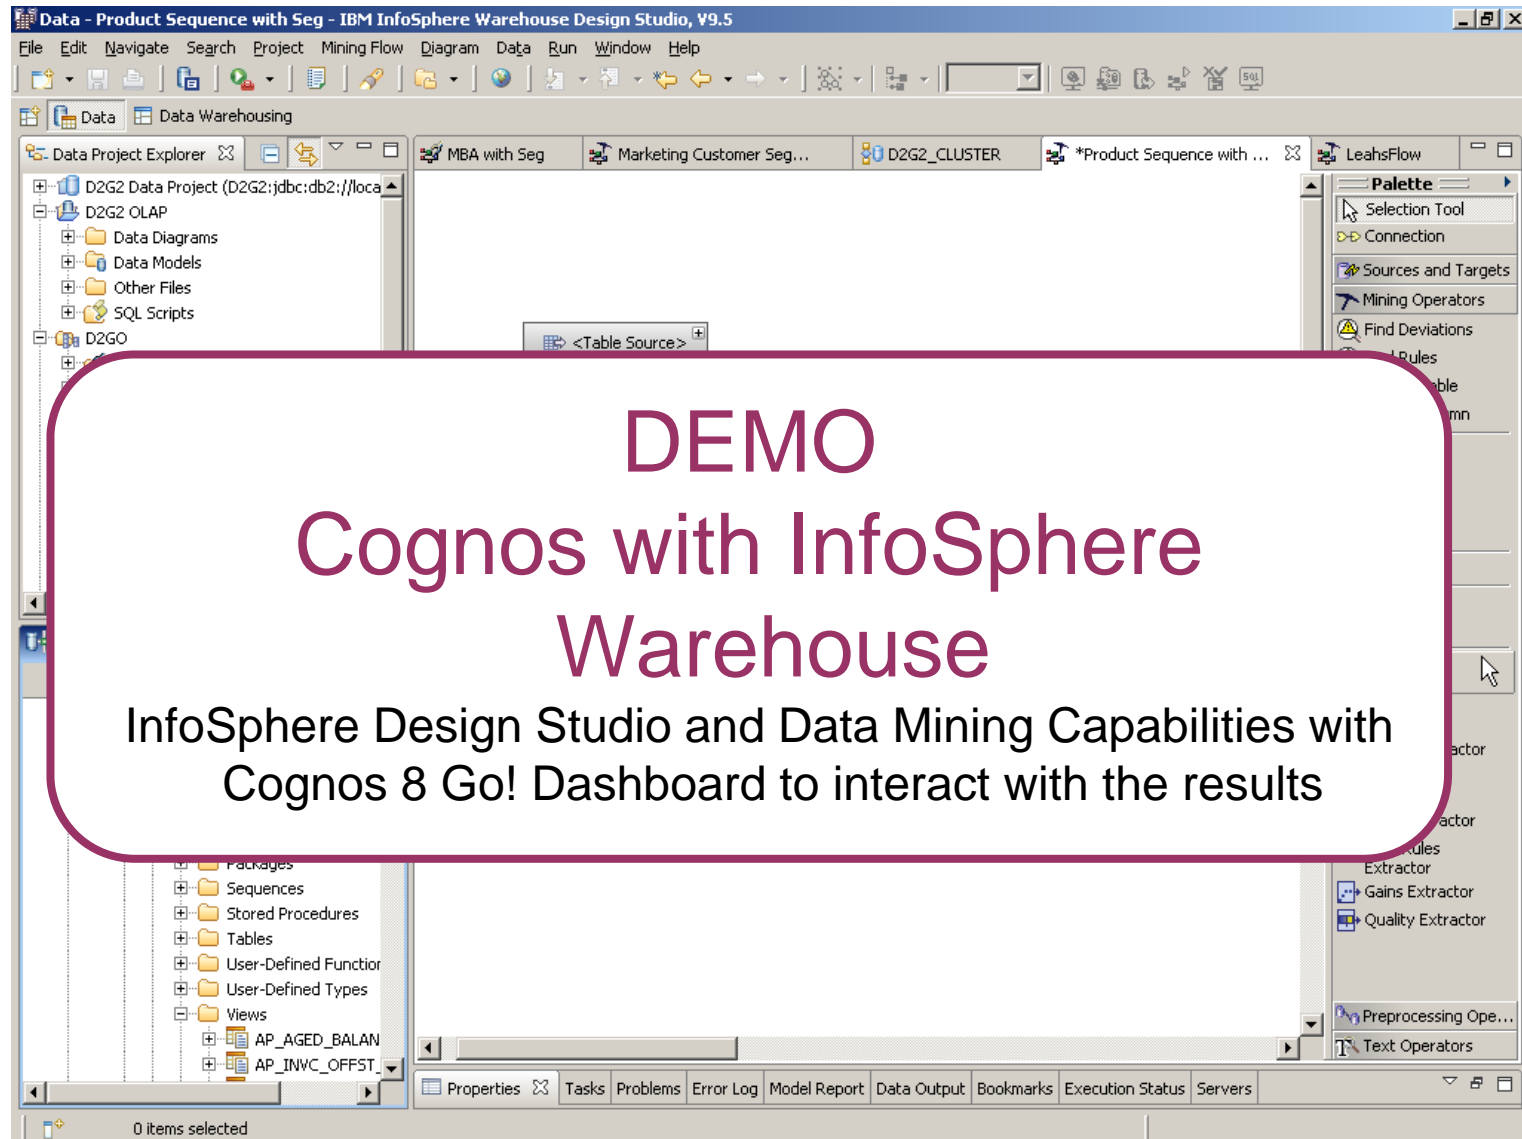 Data - Product Sequence with Seg - IBM InfoSphere Warehouse Design Studio, V9.5
File Edit Navigate Search Project Mining Flow Diagram Data Run Window Help
Data Data Warehousing
Data Project Explorer
MBA with Seg Marketing Customer Seg... D2G2_CLUSTER *Product Sequence with ... LeahsFlow
D2G2 Data Project (D2G2:jdbc:db2://loca
D2G2 OLAP
Data Diagrams
Data Models
Other Files
SQL Scripts
D2GO
<Table Source>
Palette
Selection Tool
Connection
Sources and Targets
Mining Operators
Find Deviations
Rules
DEMO
Cognos with InfoSphere
Warehouse
InfoSphere Design Studio and Data Mining Capabilities with
Cognos 8 Go! Dashboard to interact with the results
Packages
Sequences
Stored Procedures
Tables
User-Defined Function
User-Defined Types
Views
AP_AGED_BALAN
AP_INVC_OFFST_
Extractor
Gains Extractor
Quality Extractor
Preprocessing Ope...
Text Operators
Properties Tasks Problems Error Log Model Report Data Output Bookmarks Execution Status Servers
0 items selected